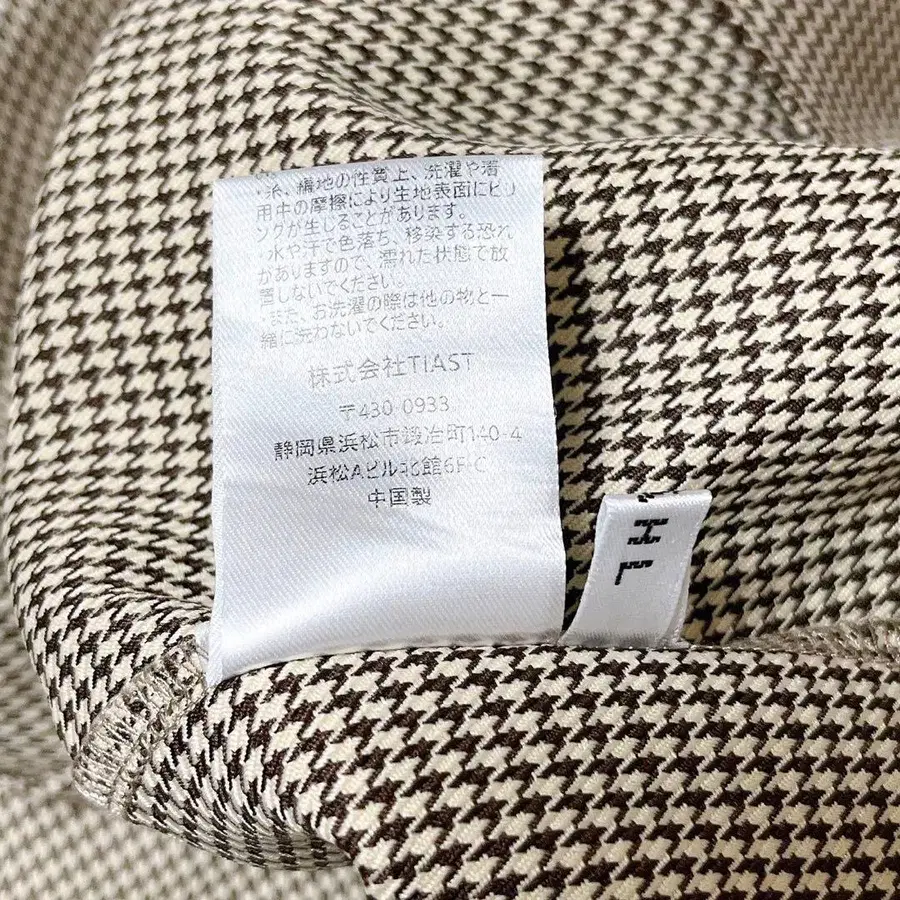 ・糸、構地の性質上、洗濯や着
用中の摩擦により生地表面にピリ
ングが生じることがあります。
・水や汗で色落ち、移染する恐れ
がありますので、濡れた状態で放
置しないでください。
・また、お洗濯の際は他の物と一
緒に洗わないでください。
株式会社TIAST
〒430-0933
静岡県浜松市鍛冶町140-4
浜松Aビル北館6F-C
中国製